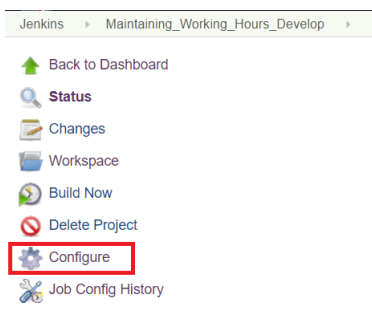 Jenkins Maintaining_Working_Hours_Develop
Back to Dashboard
Status
Changes
Workspace
Build Now
Delete Project
Configure
Job Config History